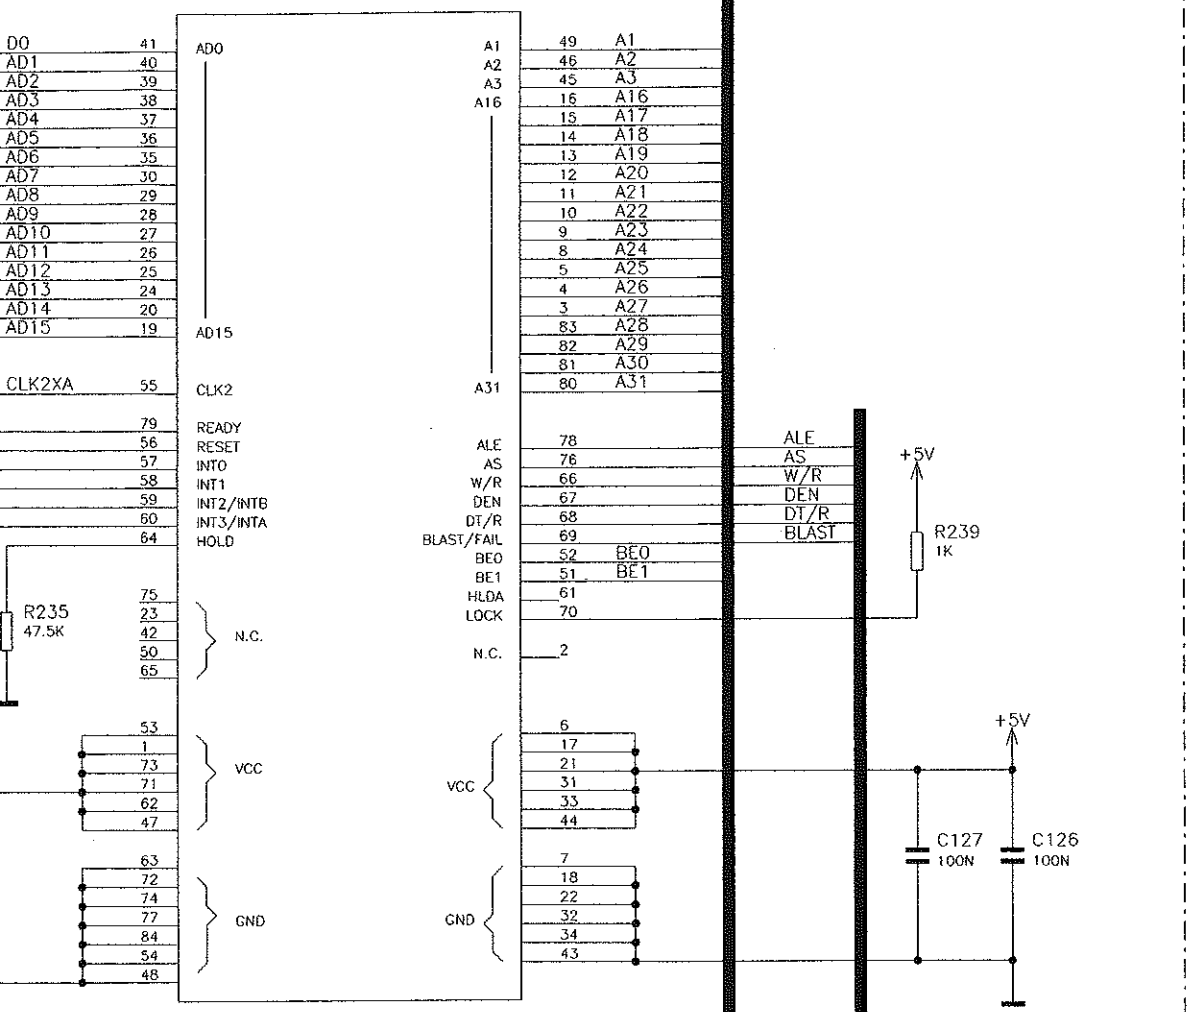 D0 41 AD0 A1 49 A1
AD1 40 A2 46 A2
AD2 39 A3 45 A3
AD3 38 A16 16 A16
AD4 37 15 A17
AD5 36 14 A18
AD6 35 13 A19
AD7 30 12 A20
AD8 29 11 A21
AD9 28 10 A22
AD10 27 9 A23
AD11 26 8 A24
AD12 25 5 A25
AD13 24 4 A26
AD14 20 3 A27
AD15 19 AD15 83 A28
82 A29
81 A30
CLK2XA 55 CLK2 A31 80 A31
79 READY
56 RESET ALE 78 ALE
57 INT0 AS 76 AS +5V
58 INT1 W/R 66 W/R
59 INT2/INTB DEN 67 DEN
60 INT3/INTA DT/R 68 DT/R
64 HOLD BLAST/FAIL 69 BLAST R239
BE0 52 BE0 1K
BE1 51 BE1
75 HLDA 61
R235 23 LOCK 70
47.5K 42 N.C.
50 N.C. 2
65
53 6 +5V
1 17
73 VCC 21
71 VCC 31
62 33
47 44 C127 C126
63 7 100N 100N
72 18
74 22
77 GND GND 32
84 34
54 43
48